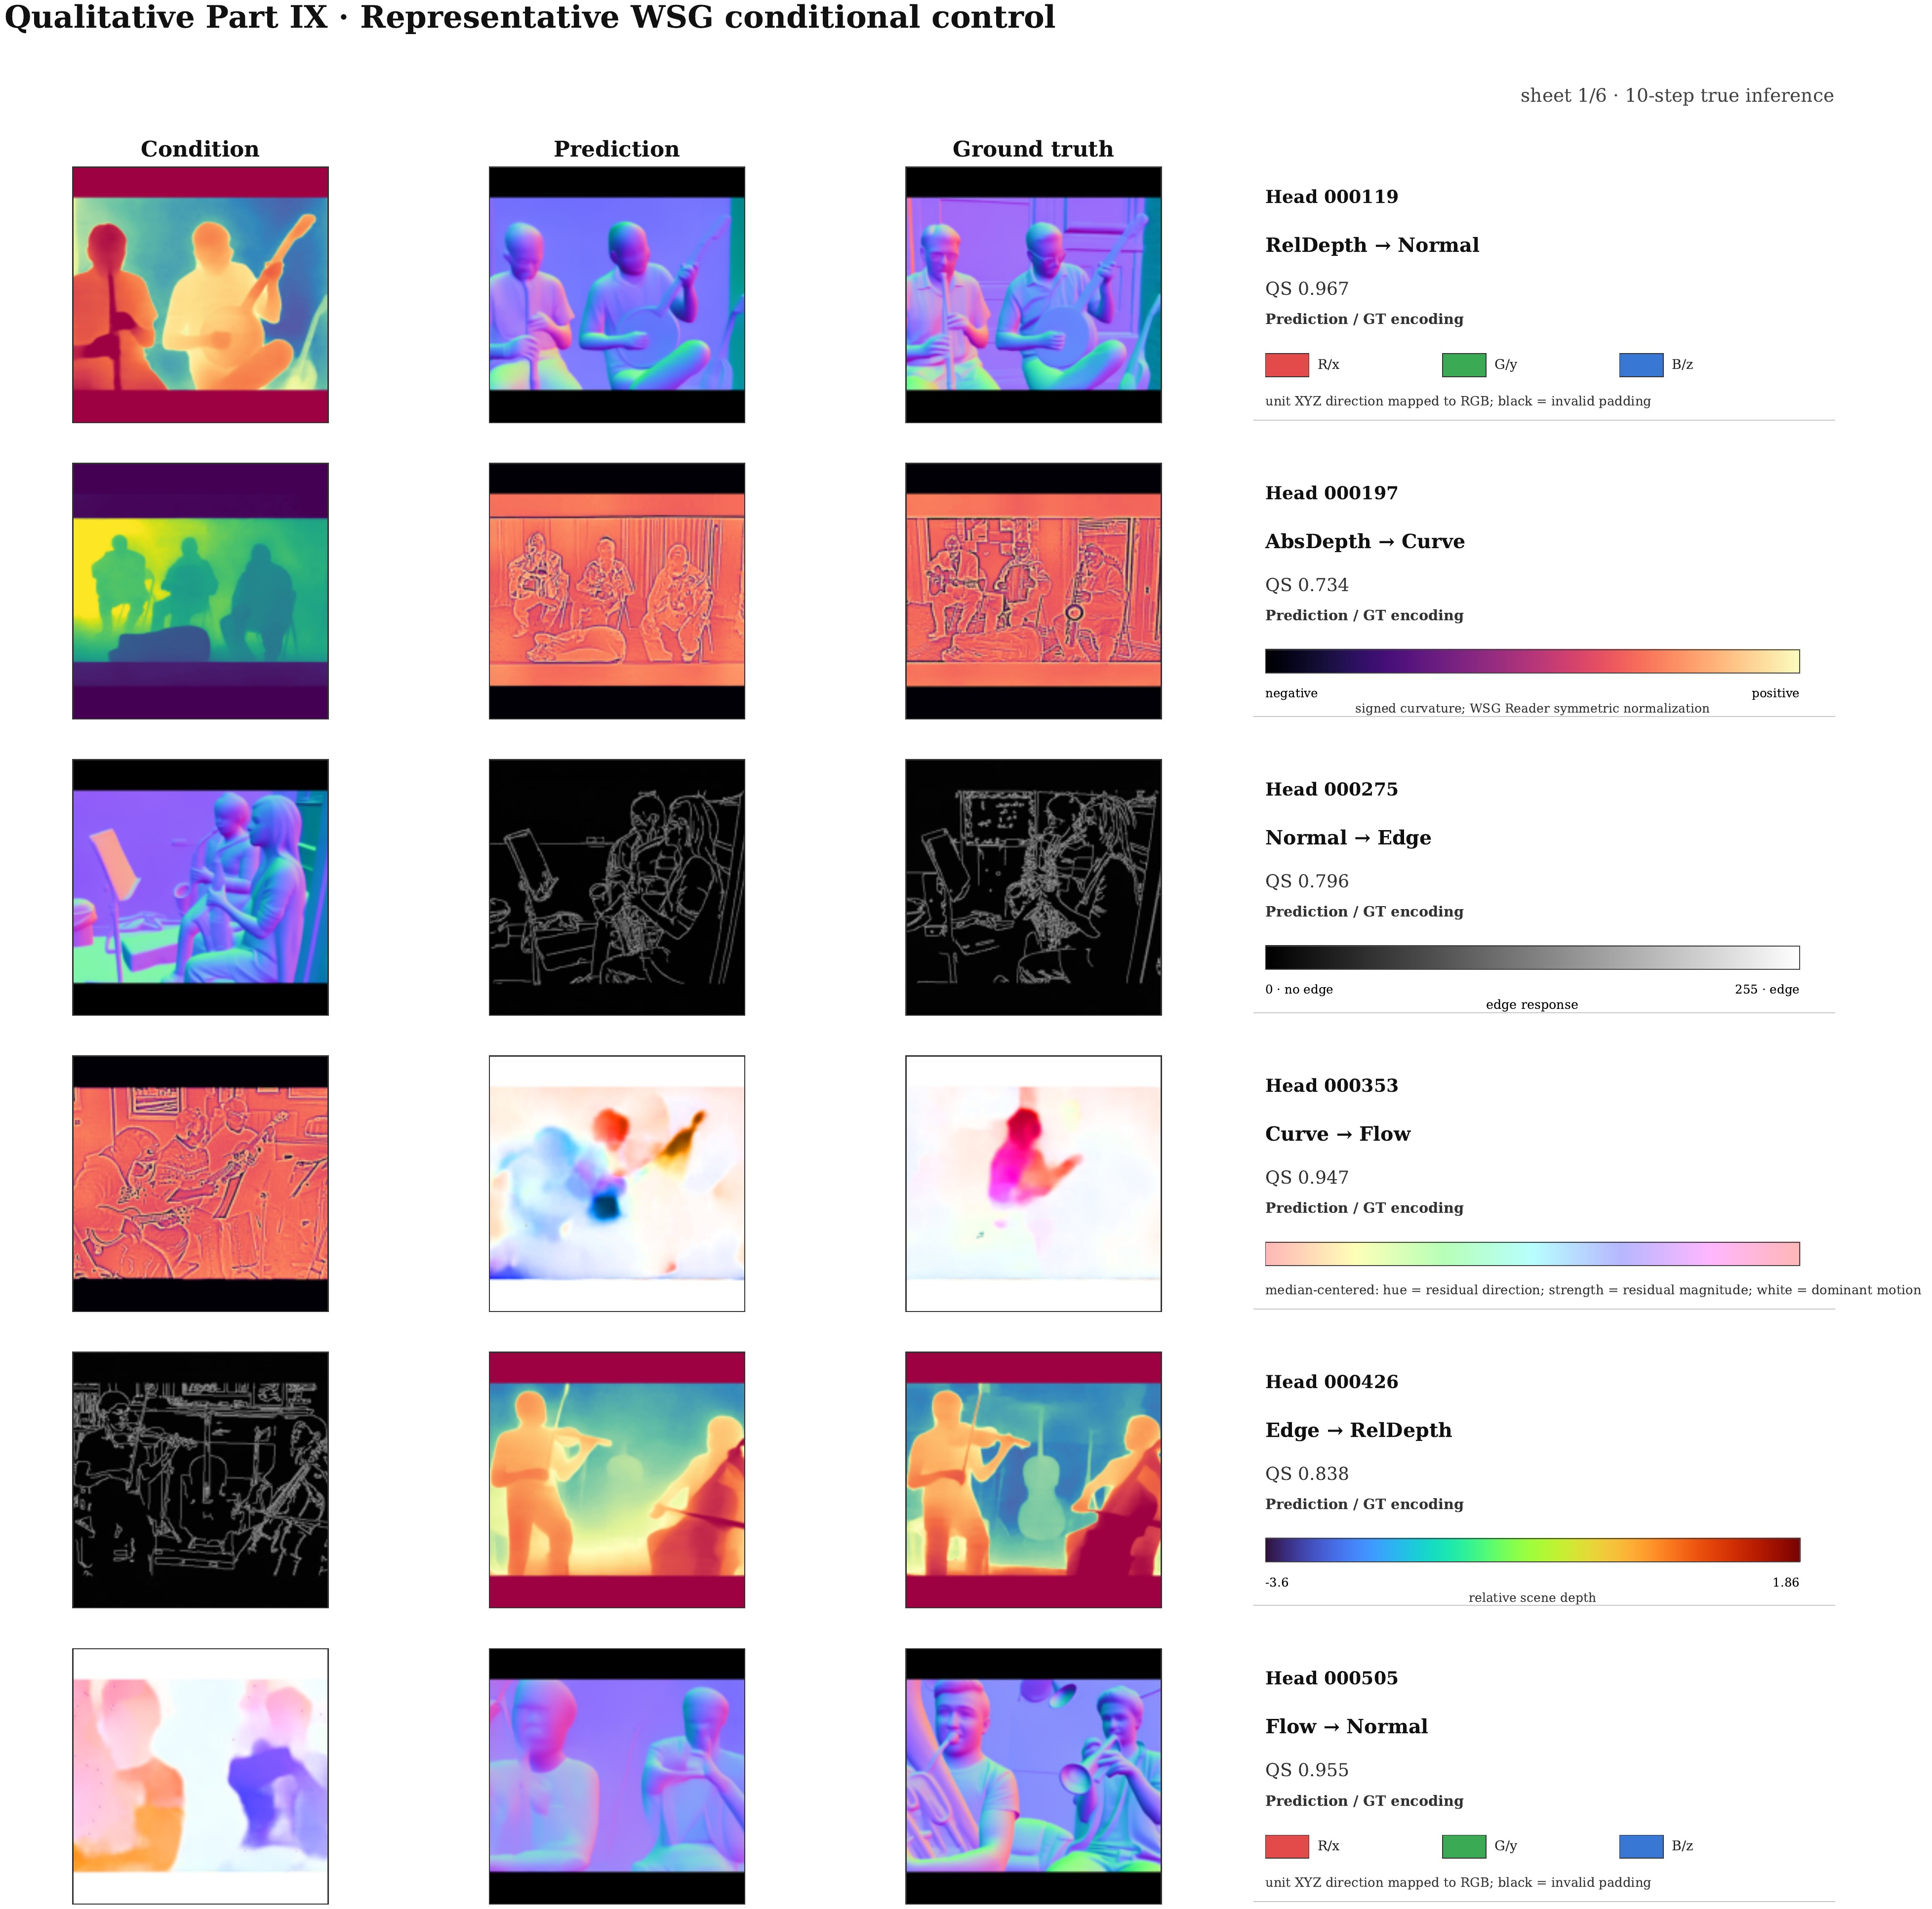 Qualitative Part IX · Representative WSG conditional control
sheet 1/6 · 10-step true inference
Condition
Prediction
Ground truth
Head 000119
RelDepth → Normal
QS 0.967
Prediction / GT encoding
R/x
G/y
B/z
unit XYZ direction mapped to RGB; black = invalid padding
Head 000197
AbsDepth → Curve
QS 0.734
Prediction / GT encoding
negative
positive
signed curvature; WSG Reader symmetric normalization
Head 000275
Normal → Edge
QS 0.796
Prediction / GT encoding
0 · no edge
255 · edge
edge response
Head 000353
Curve → Flow
QS 0.947
Prediction / GT encoding
median-centered: hue = residual direction; strength = residual magnitude; white = dominant motion
Head 000426
Edge → RelDepth
QS 0.838
Prediction / GT encoding
-3.6
1.86
relative scene depth
Head 000505
Flow → Normal
QS 0.955
Prediction / GT encoding
R/x
G/y
B/z
unit XYZ direction mapped to RGB; black = invalid padding